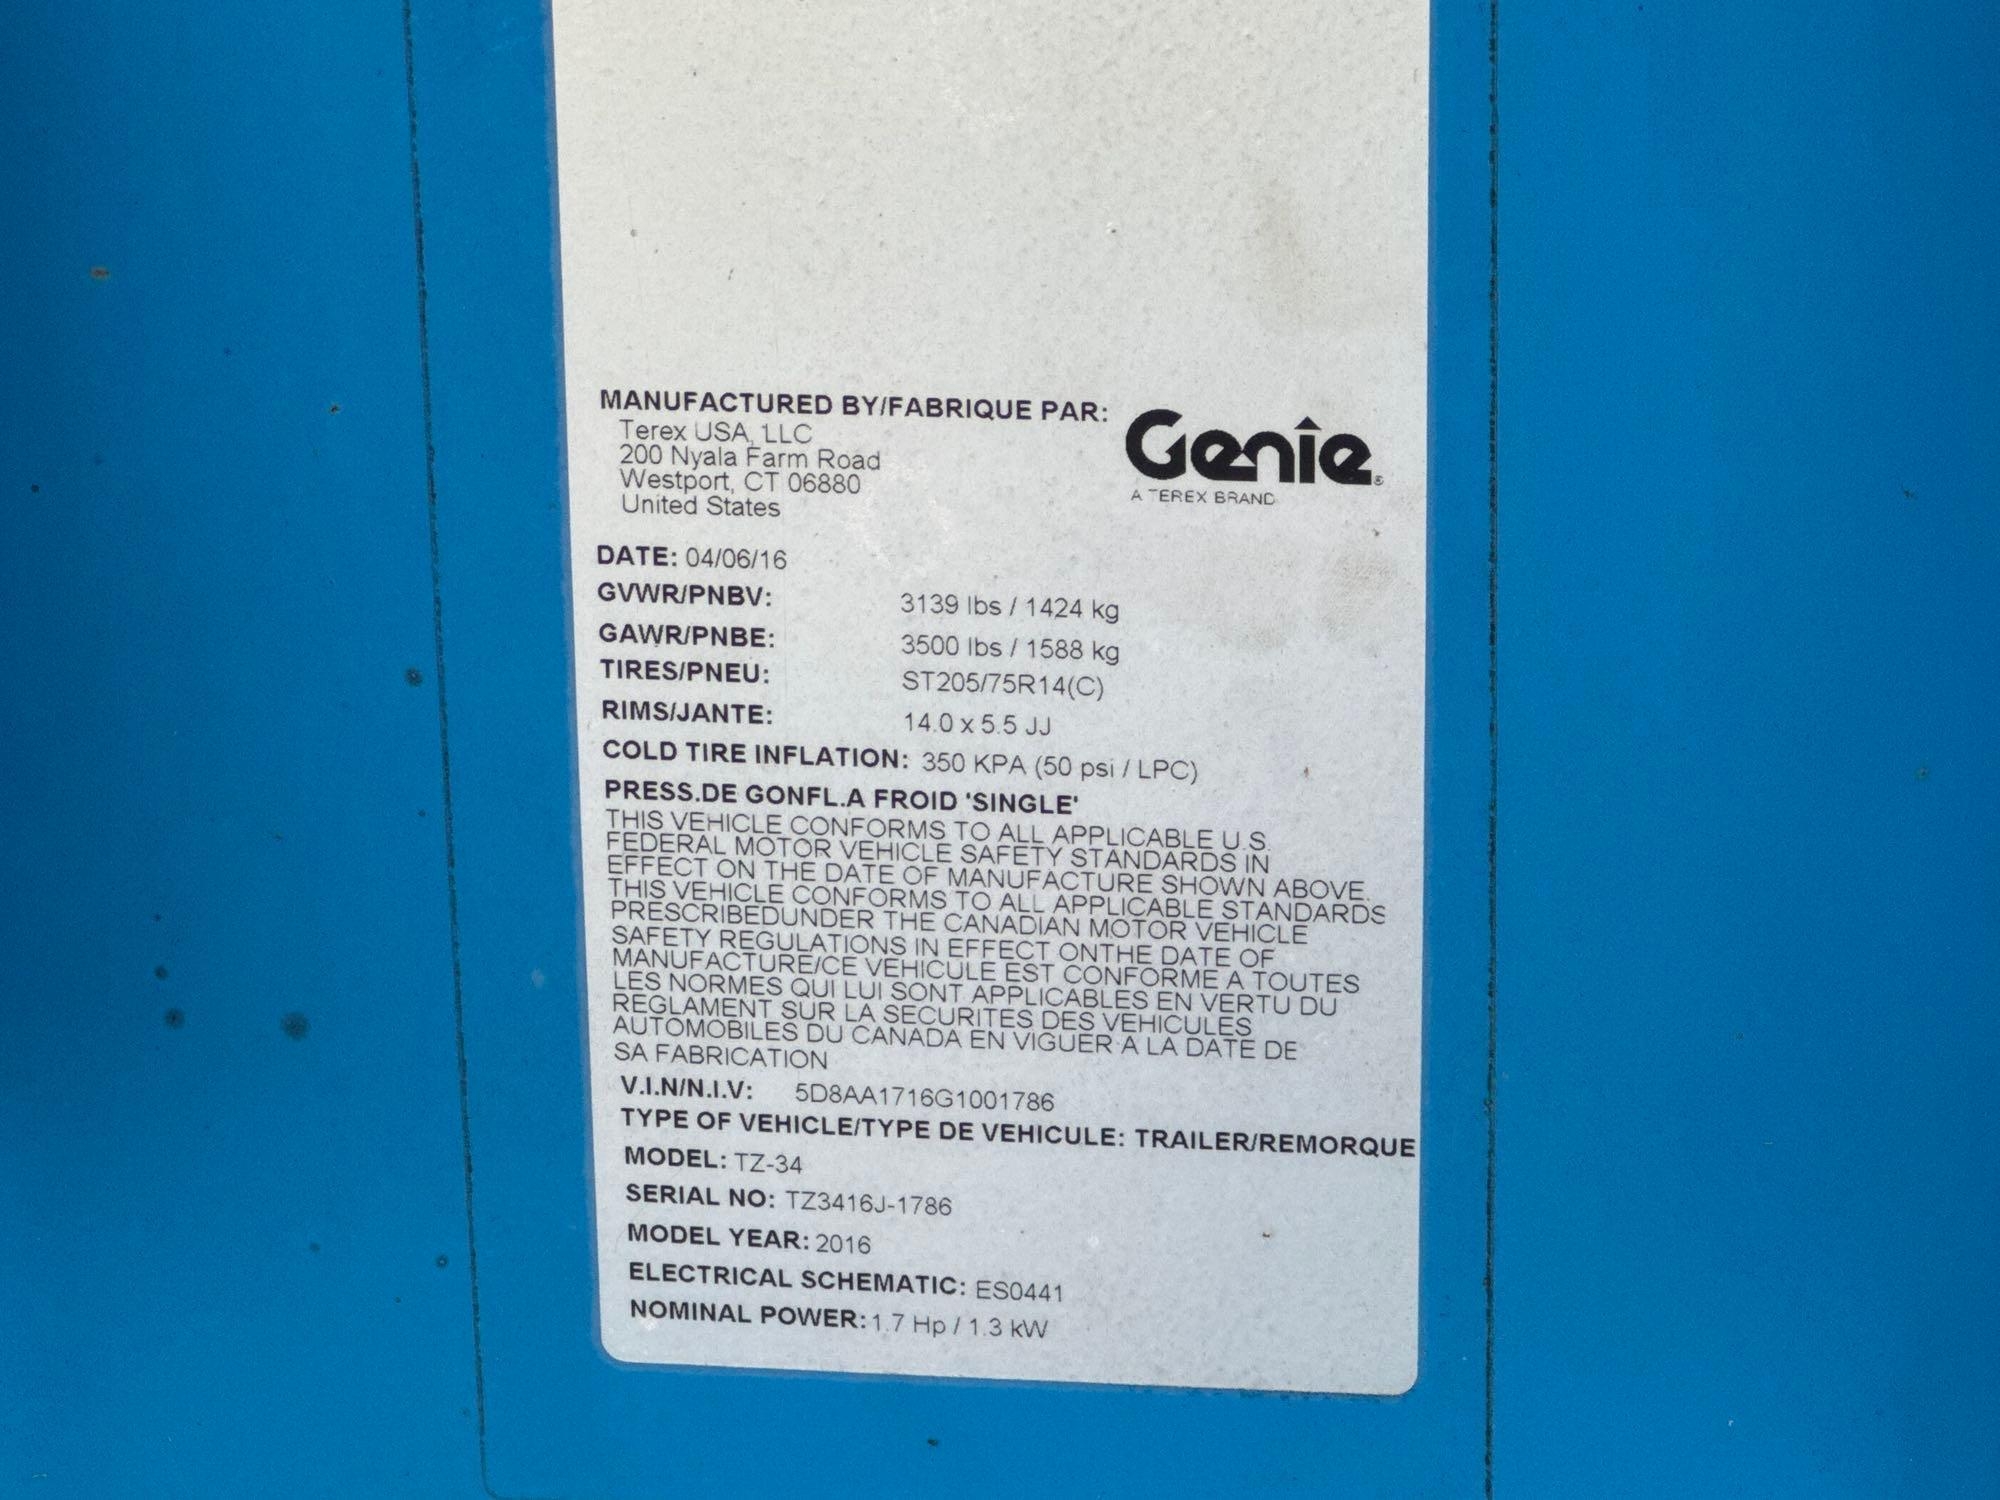 MANUFACTURED BY/FABRIQUE PAR:
Terex USA, LLC
200 Nyala Farm Road
Westport, CT 06880
United States
Genie
A TEREX BRAND
DATE: 04/06/16
GVWR/PNBV: 3139 lbs / 1424 kg
GAWR/PNBE: 3500 lbs / 1588 kg
TIRES/PNEU: ST205/75R14(C)
RIMS/JANTE: 14.0 x 5.5 JJ
COLD TIRE INFLATION: 350 KPA (50 psi / LPC)
PRESS.DE GONFL.A FROID 'SINGLE'
THIS VEHICLE CONFORMS TO ALL APPLICABLE U.S.
FEDERAL MOTOR VEHICLE SAFETY STANDARDS IN
EFFECT ON THE DATE OF MANUFACTURE SHOWN ABOVE.
THIS VEHICLE CONFORMS TO ALL APPLICABLE STANDARDS
PRESCRIBEDUNDER THE CANADIAN MOTOR VEHICLE
SAFETY REGULATIONS IN EFFECT ONTHE DATE OF
MANUFACTURE/CE VEHICULE EST CONFORME A TOUTES
LES NORMES QUI LUI SONT APPLICABLES EN VERTU DU
REGLAMENT SUR LA SECURITES DES VEHICULES
AUTOMOBILES DU CANADA EN VIGUER A LA DATE DE
SA FABRICATION
V.I.N/N.I.V: 5D8AA1716G1001786
TYPE OF VEHICLE/TYPE DE VEHICULE: TRAILER/REMORQUE
MODEL: TZ-34
SERIAL NO: TZ3416J-1786
MODEL YEAR: 2016
ELECTRICAL SCHEMATIC: ES0441
NOMINAL POWER: 1.7 Hp / 1.3 kW